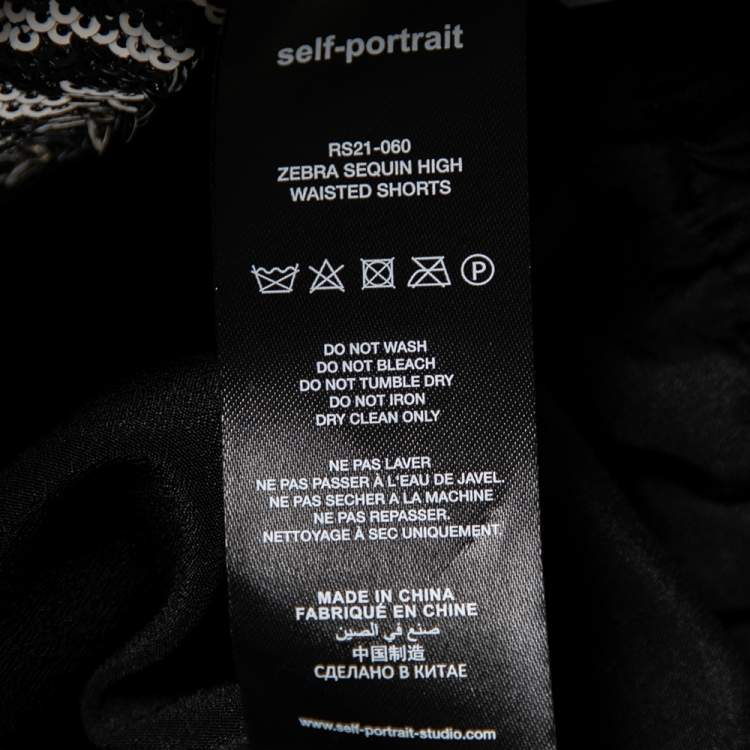 self-portrait
RS21-060
ZEBRA SEQUIN HIGH
WAISTED SHORTS
P
DO NOT WASH
DO NOT BLEACH
DO NOT TUMBLE DRY
DO NOT IRON
DRY CLEAN ONLY
NE PAS LAVER
NE PAS PASSER À L'EAU DE JAVEL.
NE PAS SECHER A LA MACHINE
NE PAS REPASSER.
NETTOYAGE À SEC UNIQUEMENT.
MADE IN CHINA
FABRIQUÉ EN CHINE
صنع في الصين
中国制造
СДЕЛАНО В КИТАЕ
www.self-portrait-studio.com